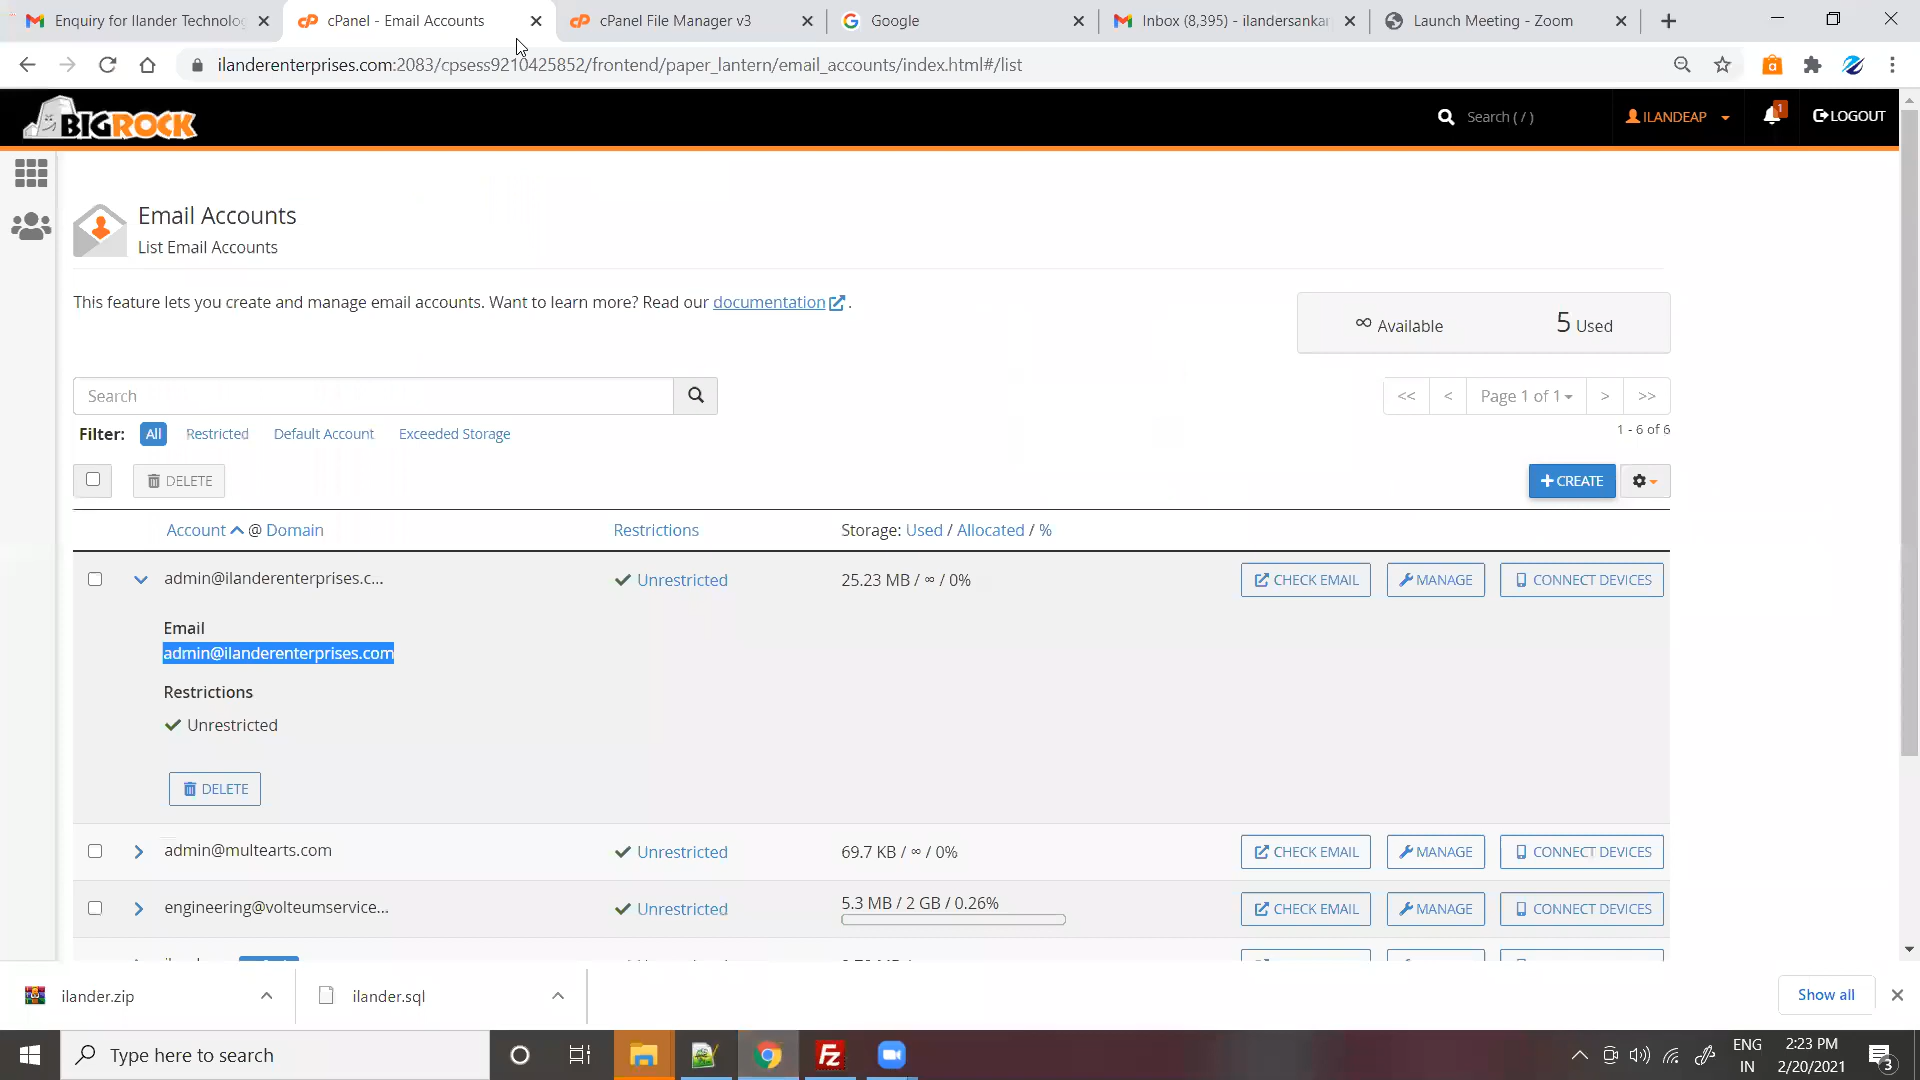 Enquiry for Ilander Technolog
cPanel - Email Accounts
cPanel File Manager v3
Google
Inbox (8,395) - ilandersankar
Launch Meeting - Zoom
ilanderenterprises.com:2083/cpsess9210425852/frontend/paper_lantern/email_accounts/index.html#/list
BIGROCK
Search ( / )
ILANDEAP
1
LOGOUT
Email Accounts
List Email Accounts
This feature lets you create and manage email accounts. Want to learn more? Read our documentation .
∞ Available 5 Used
Search
<< < Page 1 of 1 > >>
Filter: All Restricted Default Account Exceeded Storage
1 - 6 of 6
DELETE
+ CREATE
Account @ Domain Restrictions Storage: Used / Allocated / %
admin@ilanderenterprises.c... Unrestricted 25.23 MB / ∞ / 0% CHECK EMAIL MANAGE CONNECT DEVICES
Email
admin@ilanderenterprises.com
Restrictions
Unrestricted
DELETE
admin@multearts.com Unrestricted 69.7 KB / ∞ / 0% CHECK EMAIL MANAGE CONNECT DEVICES
engineering@volteumservice... Unrestricted 5.3 MB / 2 GB / 0.26% CHECK EMAIL MANAGE CONNECT DEVICES
ilander.zip
ilander.sql
Show all
Type here to search
ENG
IN
2:23 PM
2/20/2021
3